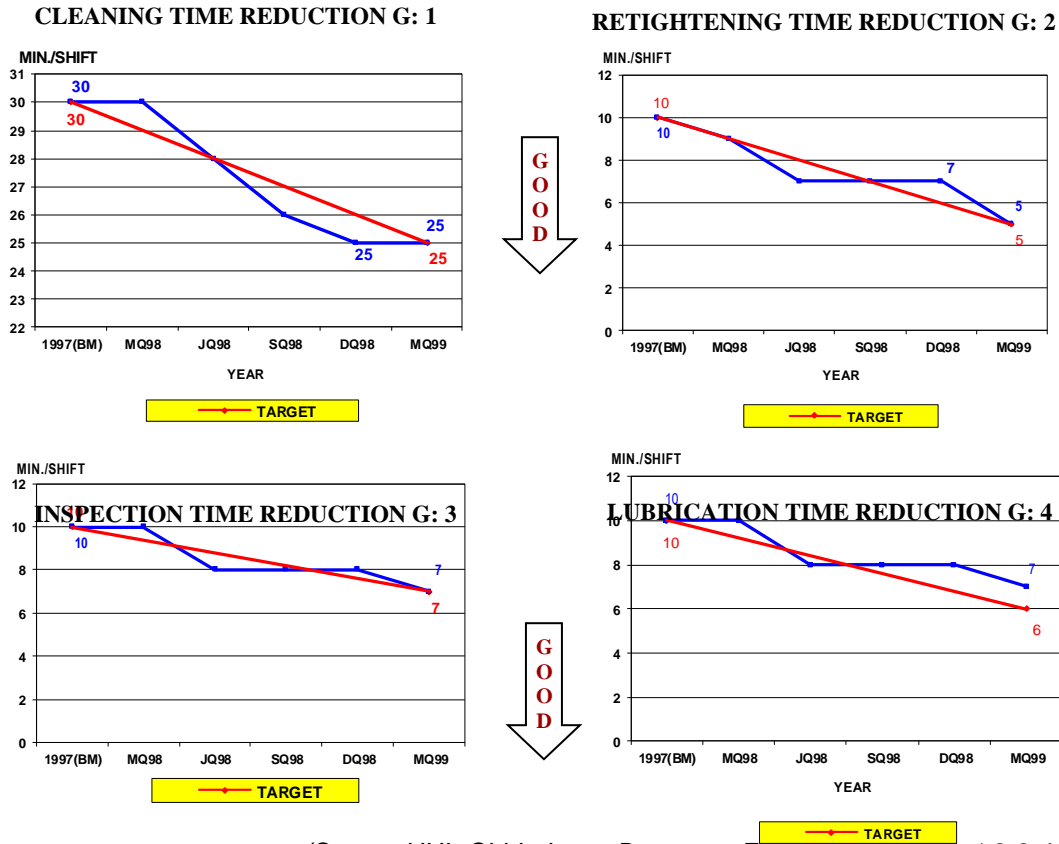 CLEANING TIME REDUCTION G: 1
MIN./SHIFT
31
30
29
28
27
26
25
24
23
22
30
30
25
25
25
1997(BM) MQ98 JQ98 SQ98 DQ98 MQ99
YEAR
TARGET
RETIGHTENING TIME REDUCTION G: 2
MIN./SHIFT
12
10
8
6
4
2
0
10
10
7
5
5
1997(BM) MQ98 JQ98 SQ98 DQ98 MQ99
YEAR
TARGET
G
O
O
D
MIN./SHIFT
INSPECTION TIME REDUCTION G: 3
12
10
8
6
4
2
0
10
7
7
1997(BM) MQ98 JQ98 SQ98 DQ98 MQ99
TARGET
G
O
O
D
MIN./SHIFT
LUBRICATION TIME REDUCTION G: 4
12
10
8
6
4
2
0
10
10
7
6
1997(BM) MQ98 JQ98 SQ98 DQ98 MQ99
YEAR
TARGET